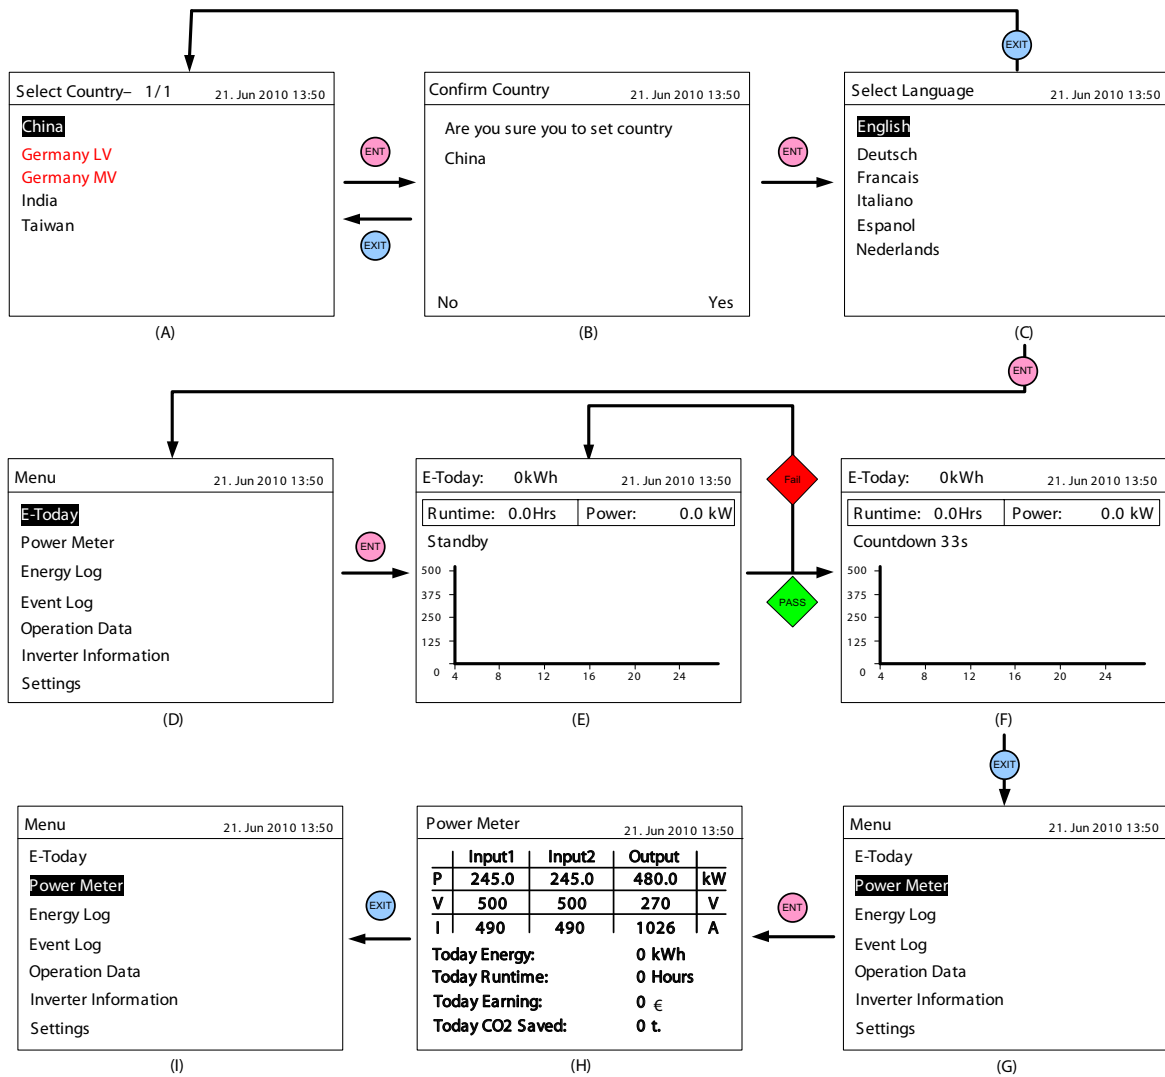 EXIT
Select Country– 1/1 21. Jun 2010 13:50
China
Germany LV
Germany MV
India
Taiwan
(A)
ENT
EXIT
Confirm Country 21. Jun 2010 13:50
Are you sure you to set country
China
No Yes
(B)
ENT
Select Language 21. Jun 2010 13:50
English
Deutsch
Francais
Italiano
Espanol
Nederlands
(C)
ENT
Menu 21. Jun 2010 13:50
E-Today
Power Meter
Energy Log
Event Log
Operation Data
Inverter Information
Settings
(D)
ENT
E-Today: 0kWh 21. Jun 2010 13:50
Runtime: 0.0Hrs Power: 0.0 kW
Standby
500
375
250
125
0
4 8 12 16 20 24
(E)
Fail
PASS
E-Today: 0kWh 21. Jun 2010 13:50
Runtime: 0.0Hrs Power: 0.0 kW
Countdown 33s
500
375
250
125
0
4 8 12 16 20 24
(F)
EXIT
Menu 21. Jun 2010 13:50
E-Today
Power Meter
Energy Log
Event Log
Operation Data
Inverter Information
Settings
(I)
EXIT
Power Meter 21. Jun 2010 13:50
Input1 Input2 Output
P 245.0 245.0 480.0 kW
V 500 500 270 V
I 490 490 1026 A
Today Energy: 0 kWh
Today Runtime: 0 Hours
Today Earning: 0 €
Today CO2 Saved: 0 t.
(H)
ENT
Menu 21. Jun 2010 13:50
E-Today
Power Meter
Energy Log
Event Log
Operation Data
Inverter Information
Settings
(G)